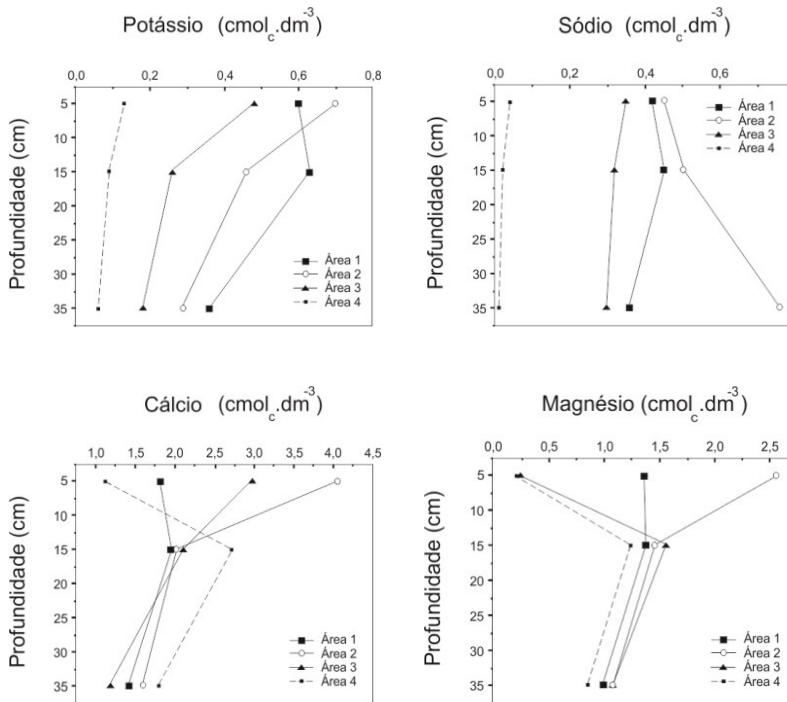 Potássio (cmolc.dm-3)
0,0 0,2 0,4 0,6 0,8
Profundidade (cm)
5
10
15
20
25
30
35
Área 1
Área 2
Área 3
Área 4
Sódio (cmolc.dm-3)
0,0 0,2 0,4 0,6
Profundidade (cm)
5
10
15
20
25
30
35
Área 1
Área 2
Área 3
Área 4
Cálcio (cmolc.dm-3)
1,0 1,5 2,0 2,5 3,0 3,5 4,0 4,5
Profundidade (cm)
5
10
15
20
25
30
35
Área 1
Área 2
Área 3
Área 4
Magnésio (cmolc.dm-3)
0,0 0,5 1,0 1,5 2,0 2,5
Profundidade (cm)
5
10
15
20
25
30
35
Área 1
Área 2
Área 3
Área 4